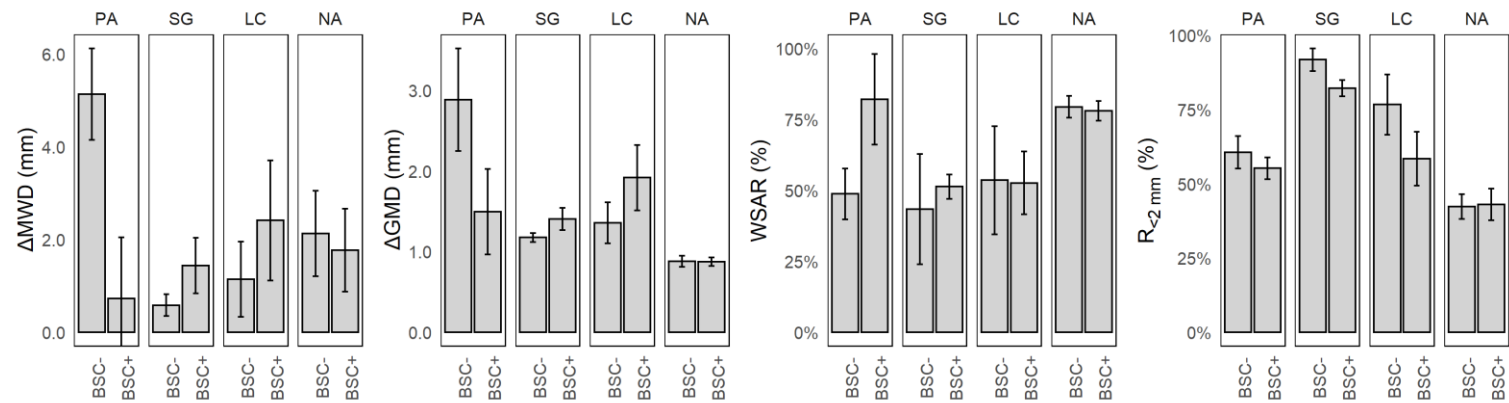 PA SG LC NA
ΔMWD (mm)
6.0
4.0
2.0
0.0
BSC- BSC+ BSC- BSC+ BSC- BSC+ BSC- BSC+
PA SG LC NA
ΔGMD (mm)
3.0
2.0
1.0
0.0
BSC- BSC+ BSC- BSC+ BSC- BSC+ BSC- BSC+
PA SG LC NA
WSAR (%)
100%
75%
50%
25%
0%
BSC- BSC+ BSC- BSC+ BSC- BSC+ BSC- BSC+
PA SG LC NA
R<2 mm (%)
100%
75%
50%
25%
0%
BSC- BSC+ BSC- BSC+ BSC- BSC+ BSC- BSC+